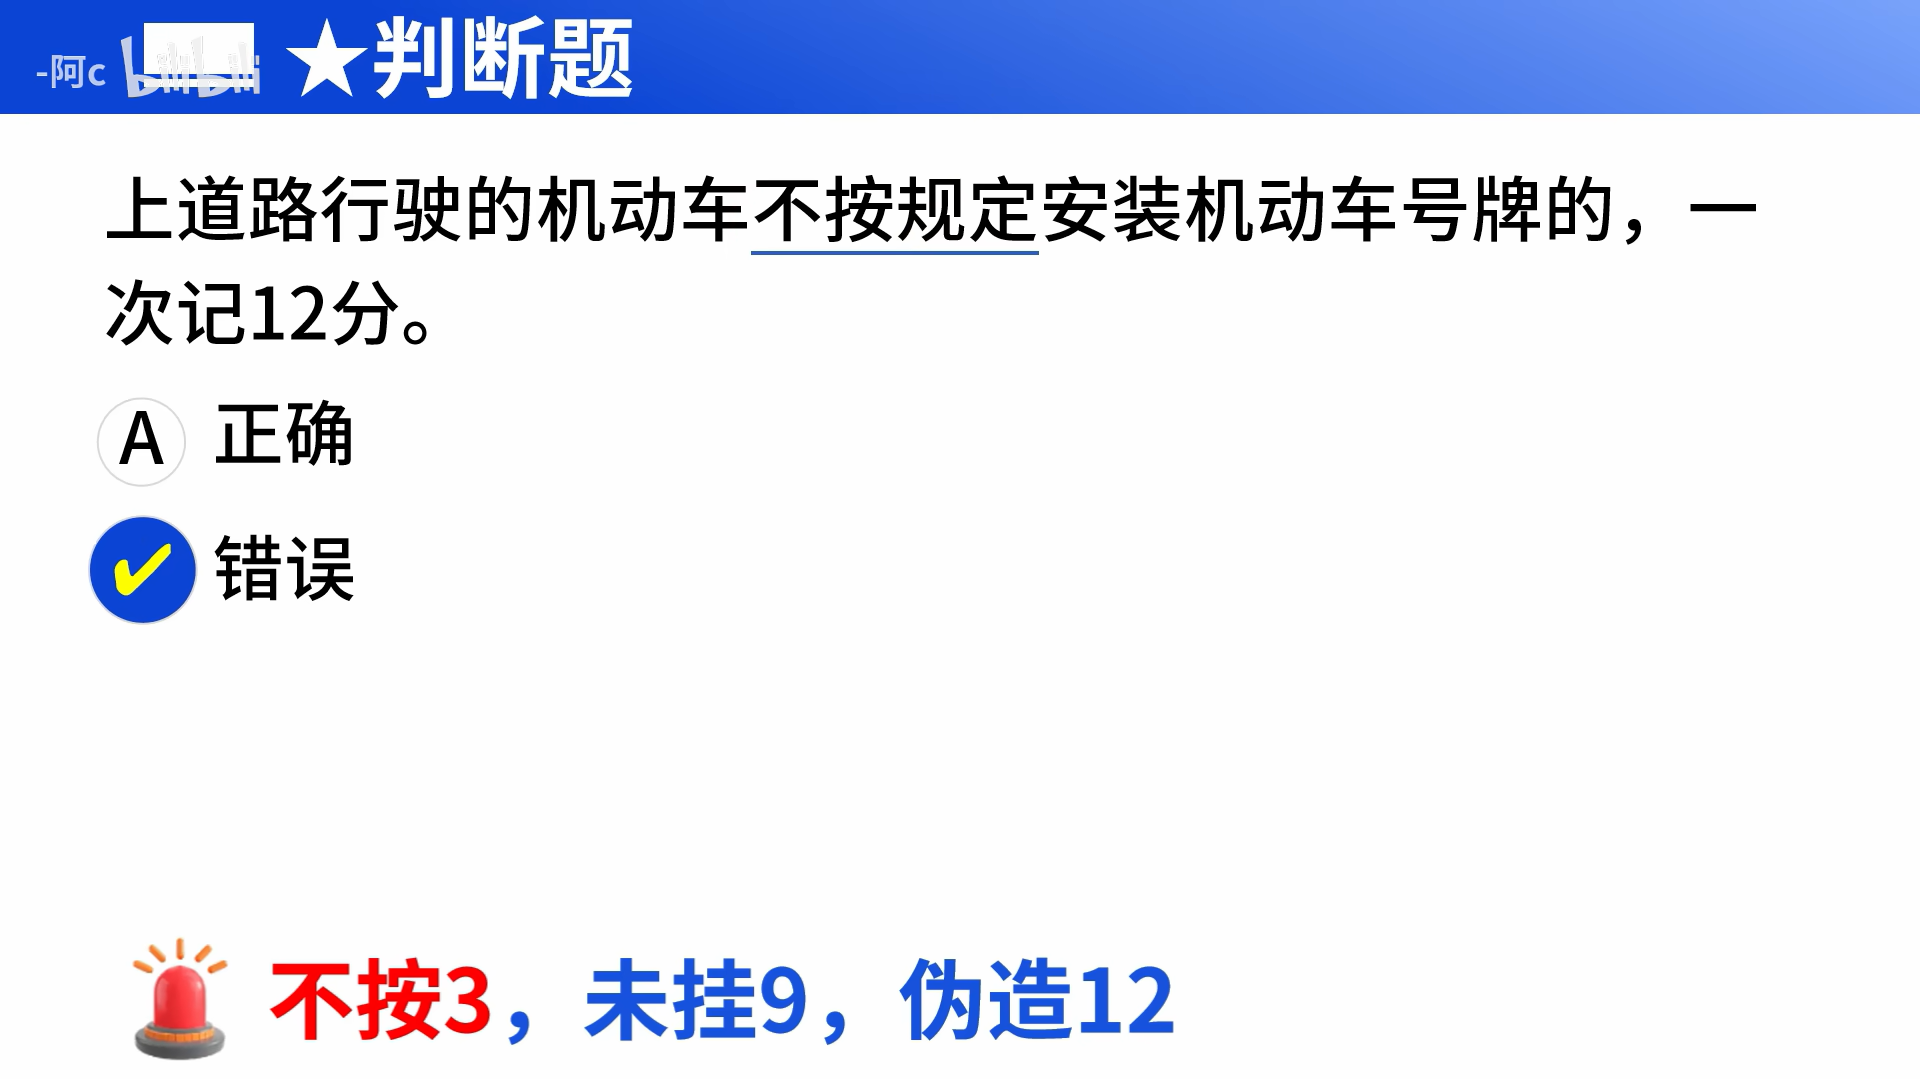 -阿c bilibili ★判断题
上道路行驶的机动车不按规定安装机动车号牌的，一
次记12分。
A 正确
✔ 错误
不按3，未挂9，伪造12